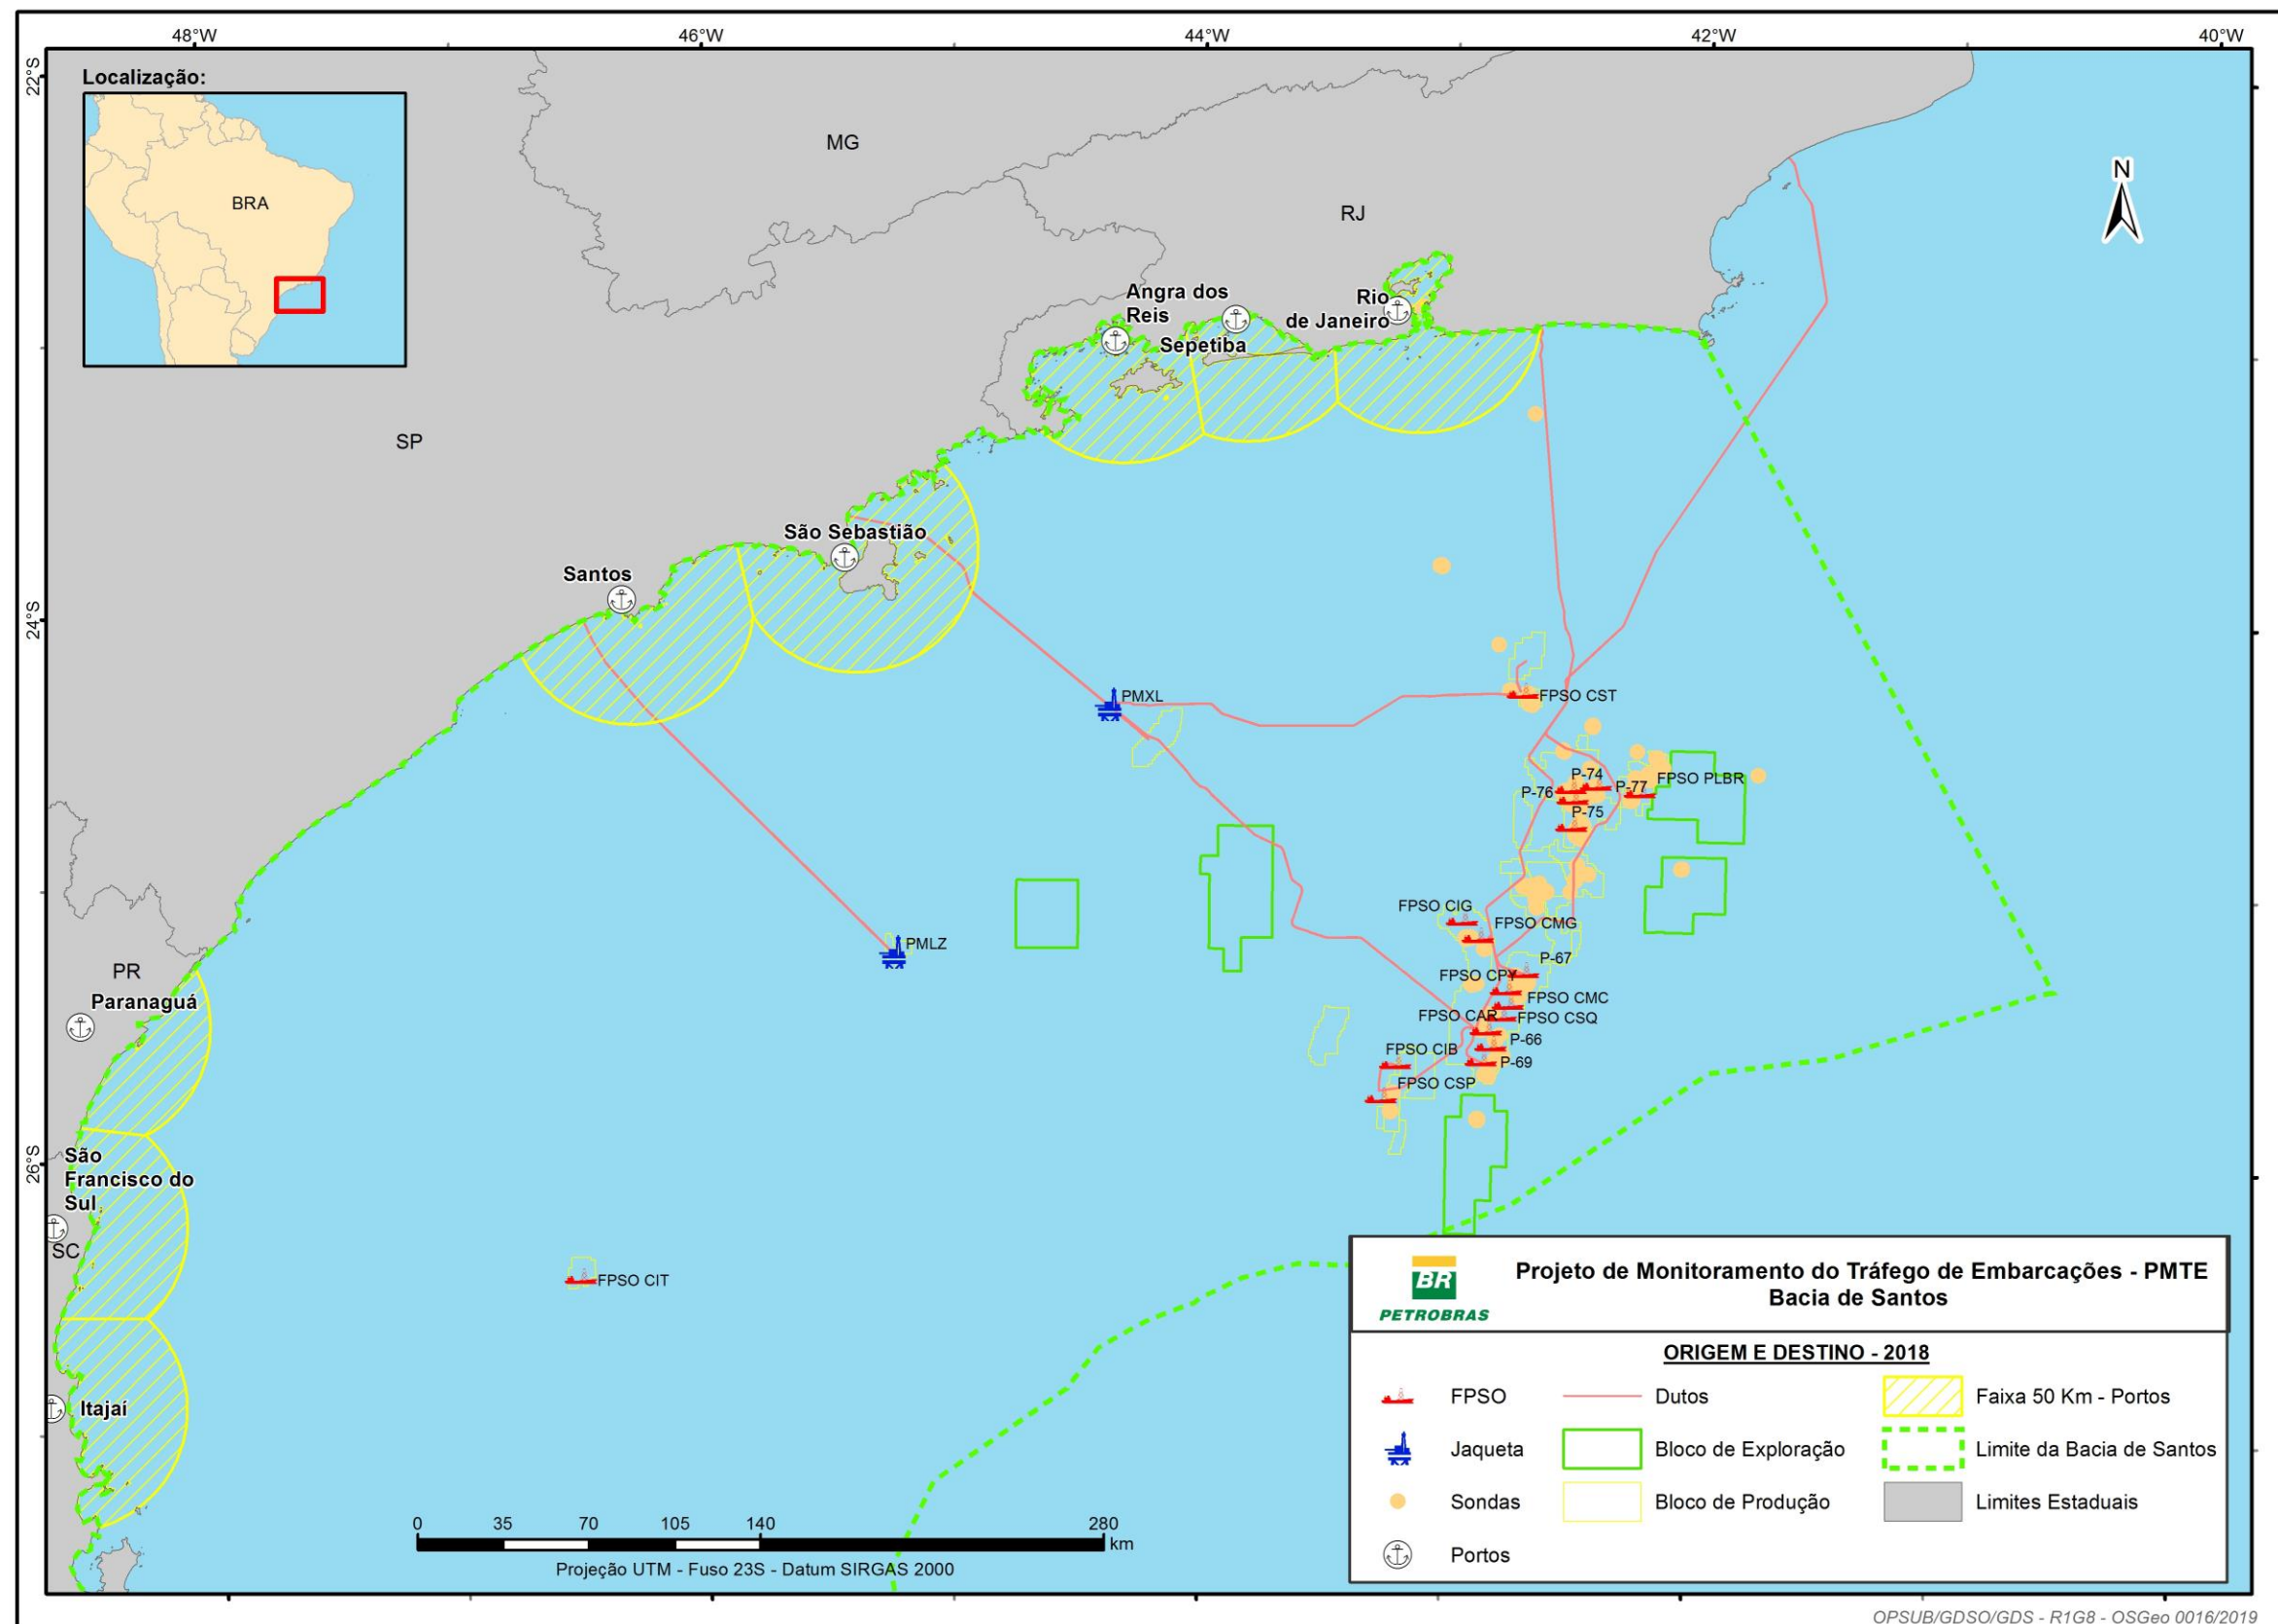 48°W
46°W
44°W
42°W
40°W
22°S
24°S
26°S
Localização:
BRA
MG
RJ
SP
PR
SC
N
Angra dos
Reis
Sepetiba
Rio
de Janeiro
São Sebastião
Santos
Paranaguá
São
Francisco do
Sul
Itajaí
PMXL
PMLZ
FPSO CST
P-74
P-76
P-77
FPSO PLBR
P-75
FPSO CIG
FPSO CMG
P-67
FPSO CPY
FPSO CMC
FPSO CAR
FPSO CSQ
P-66
FPSO CIB
P-69
FPSO CSP
FPSO CIT
BR
PETROBRAS
Projeto de Monitoramento do Tráfego de Embarcações - PMTE
Bacia de Santos
ORIGEM E DESTINO - 2018
FPSO
Dutos
Faixa 50 Km - Portos
Jaqueta
Bloco de Exploração
Limite da Bacia de Santos
Sondas
Bloco de Produção
Limites Estaduais
Portos
0 35 70 105 140 280
km
Projeção UTM - Fuso 23S - Datum SIRGAS 2000
OPSUB/GDSO/GDS - R1G8 - OSGeo 0016/2019